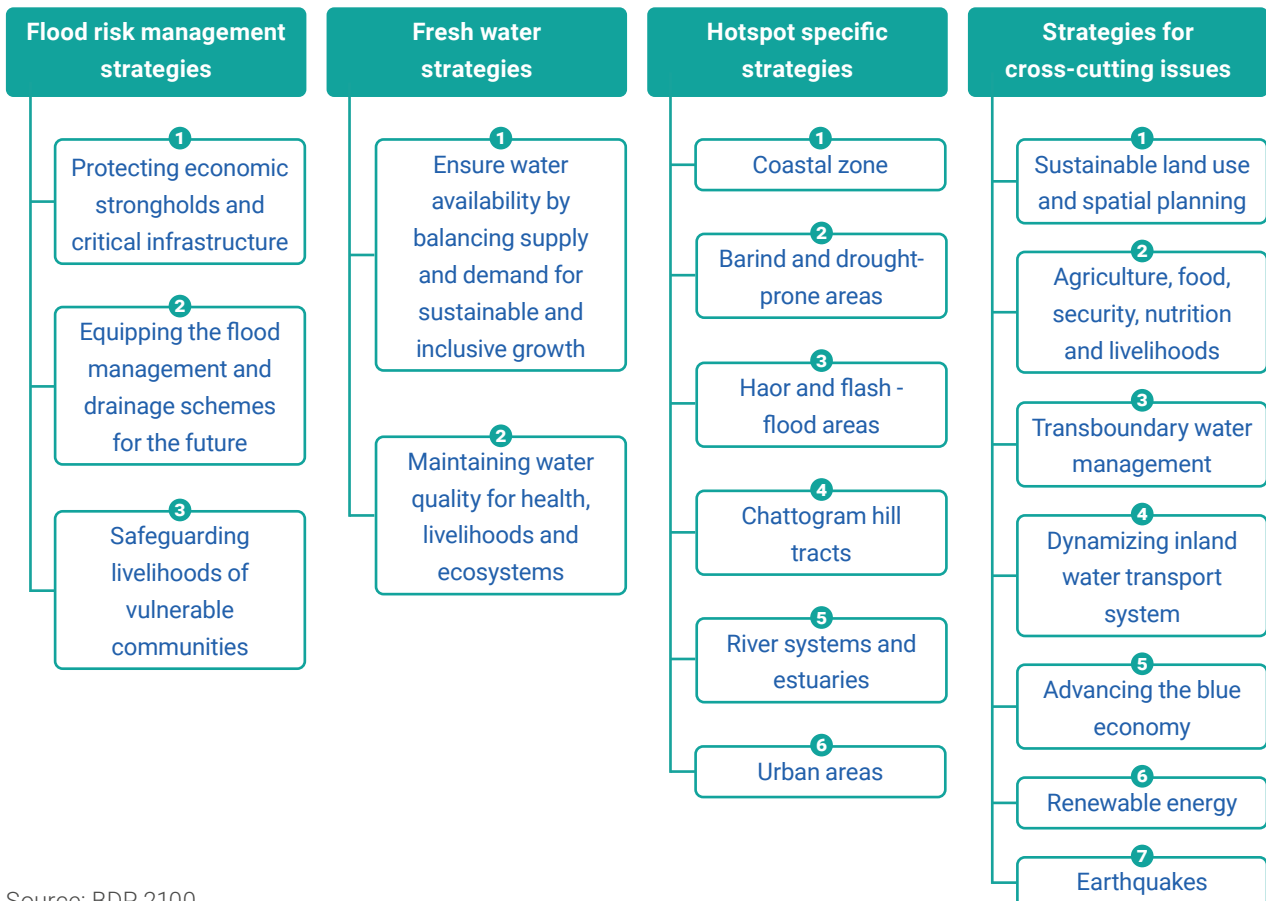 Flood risk management
strategies
1
Protecting economic
strongholds and
critical infrastructure
2
Equipping the flood
management and
drainage schemes
for the future
3
Safeguarding
livelihoods of
vulnerable
communities
Fresh water
strategies
1
Ensure water
availability by
balancing supply
and demand for
sustainable and
inclusive growth
2
Maintaining water
quality for health,
livelihoods and
ecosystems
Hotspot specific
strategies
1
Coastal zone
2
Barind and drought-
prone areas
3
Haor and flash -
flood areas
4
Chattogram hill
tracts
5
River systems and
estuaries
6
Urban areas
Strategies for
cross-cutting issues
1
Sustainable land use
and spatial planning
2
Agriculture, food,
security, nutrition
and livelihoods
3
Transboundary water
management
4
Dynamizing inland
water transport
system
5
Advancing the blue
economy
6
Renewable energy
7
Earthquakes
Source: BDP 2100